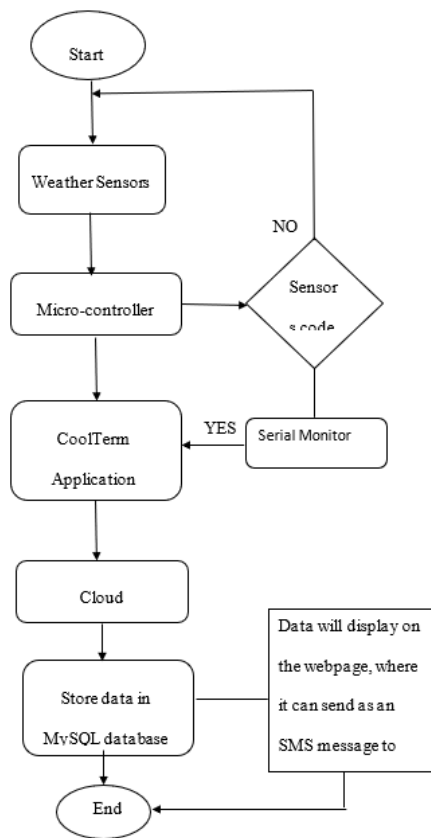 Start
Weather Sensors
NO
Micro-controller
Sensor
s code
CoolTerm
Application
YES
Serial Monitor
Cloud
Store data in
MySQL database
Data will display on
the webpage, where
it can send as an
SMS message to
End